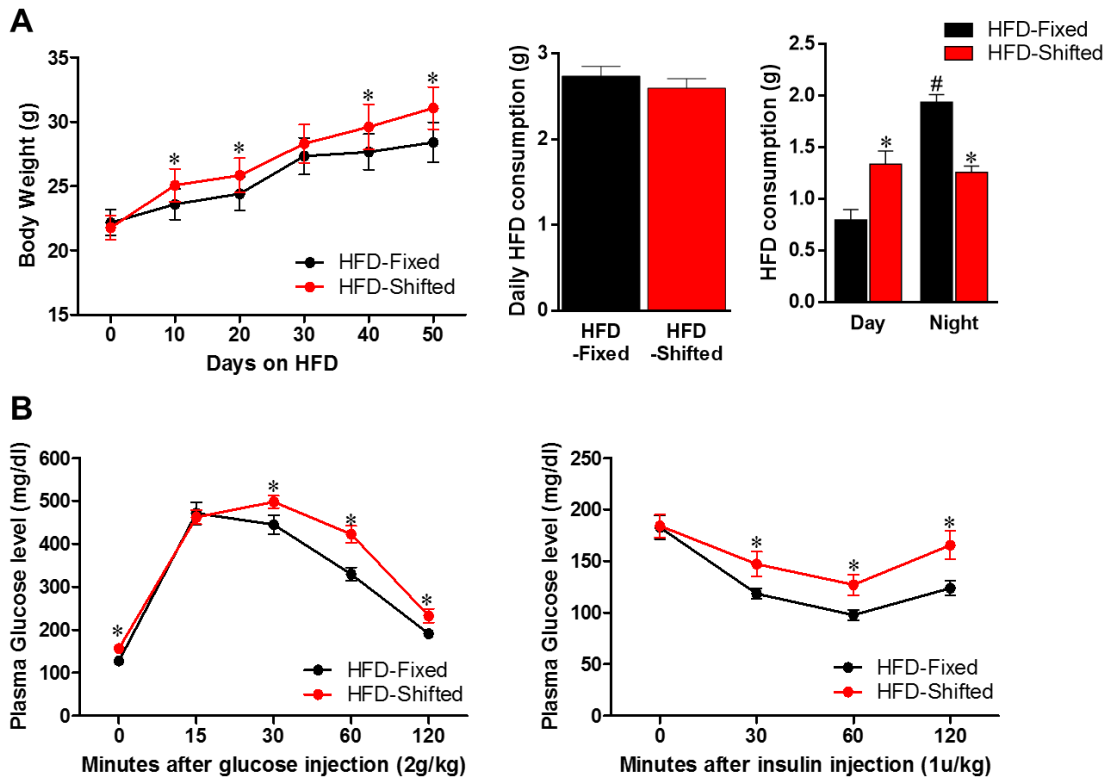 A
Body Weight (g)
35
30
25
20
15
* * * *
HFD-Fixed
HFD-Shifted
0 10 20 30 40 50
Days on HFD
Daily HFD consumption (g)
3
2
1
0
HFD
-Fixed
HFD
-Shifted
HFD-Fixed
HFD-Shifted
HFD consumption (g)
2.5
2.0
1.5
1.0
0.5
0.0
* # *
Day Night
B
Plasma Glucose level (mg/dl)
600
500
400
300
200
100
0
* * * *
HFD-Fixed
HFD-Shifted
0 15 30 60 120
Minutes after glucose injection (2g/kg)
Plasma Glucose level (mg/dl)
250
200
150
100
50
0
* * *
HFD-Fixed
HFD-Shifted
0 30 60 120
Minutes after insulin injection (1u/kg)